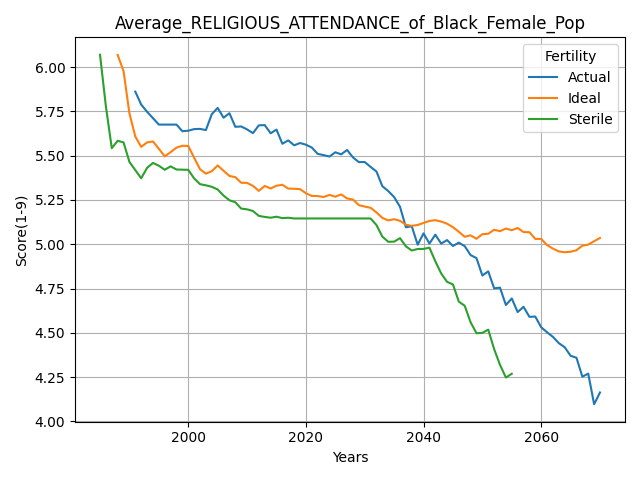 Average_RELIGIOUS_ATTENDANCE_of_Black_Female_Pop
Fertility
Actual
Ideal
Sterile
Score(1-9)
6.00
5.75
5.50
5.25
5.00
4.75
4.50
4.25
4.00
2000 2020 2040 2060
Years